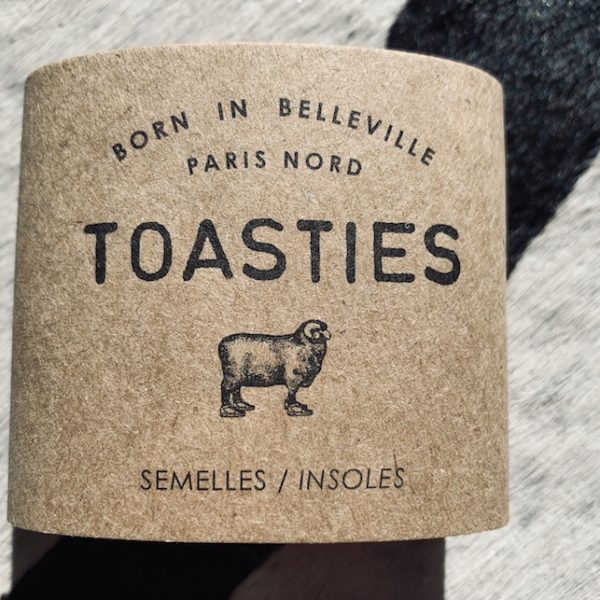 BORN IN BELLEVILLE
PARIS NORD
TOASTIES
SEMELLES / INSOLES